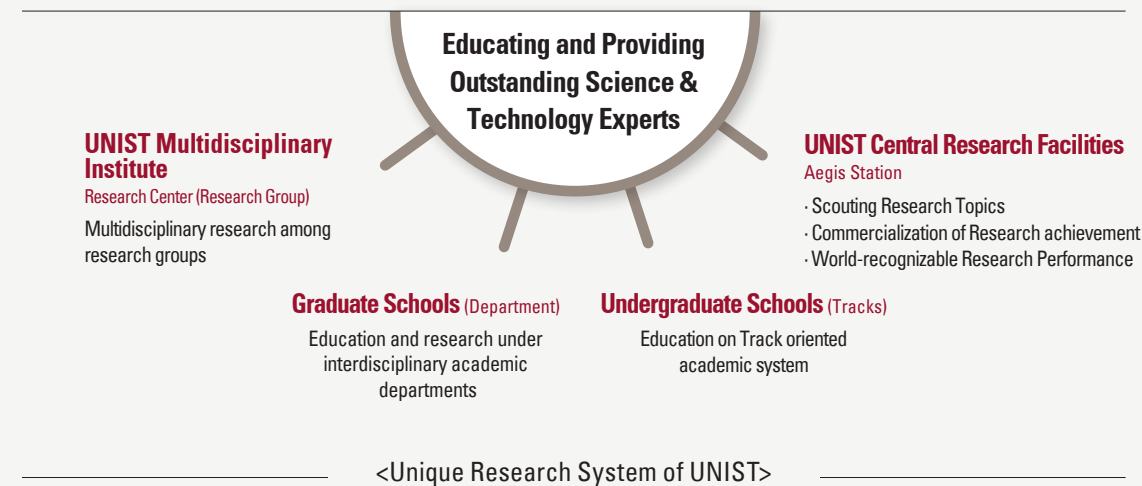 Educating and Providing
Outstanding Science &
Technology Experts
UNIST Multidisciplinary
Institute
Research Center (Research Group)
Multidisciplinary research among
research groups
UNIST Central Research Facilities
Aegis Station
· Scouting Research Topics
· Commercialization of Research achievement
· World-recognizable Research Performance
Graduate Schools (Department)
Education and research under
interdisciplinary academic
departments
Undergraduate Schools (Tracks)
Education on Track oriented
academic system
<Unique Research System of UNIST>